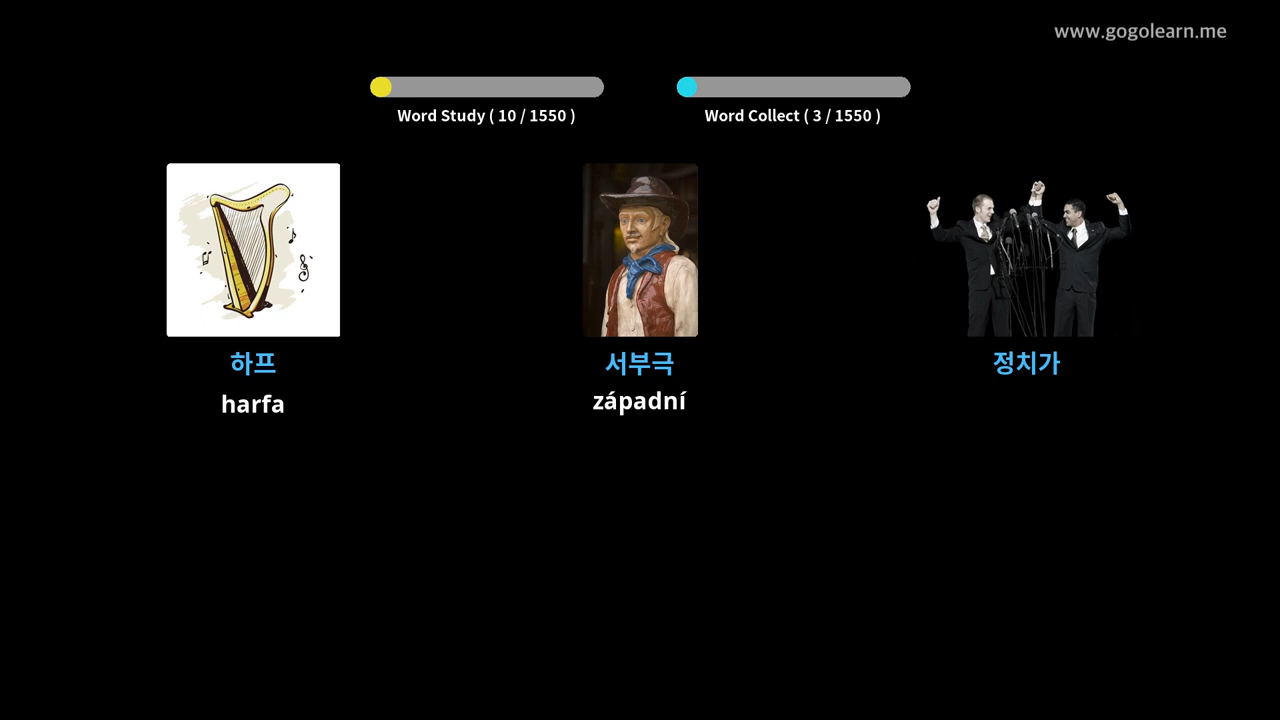 www.gogolearn.me
Word Study ( 10 / 1550 )
Word Collect ( 3 / 1550 )
하프
서부극
정치가
harfa
západní